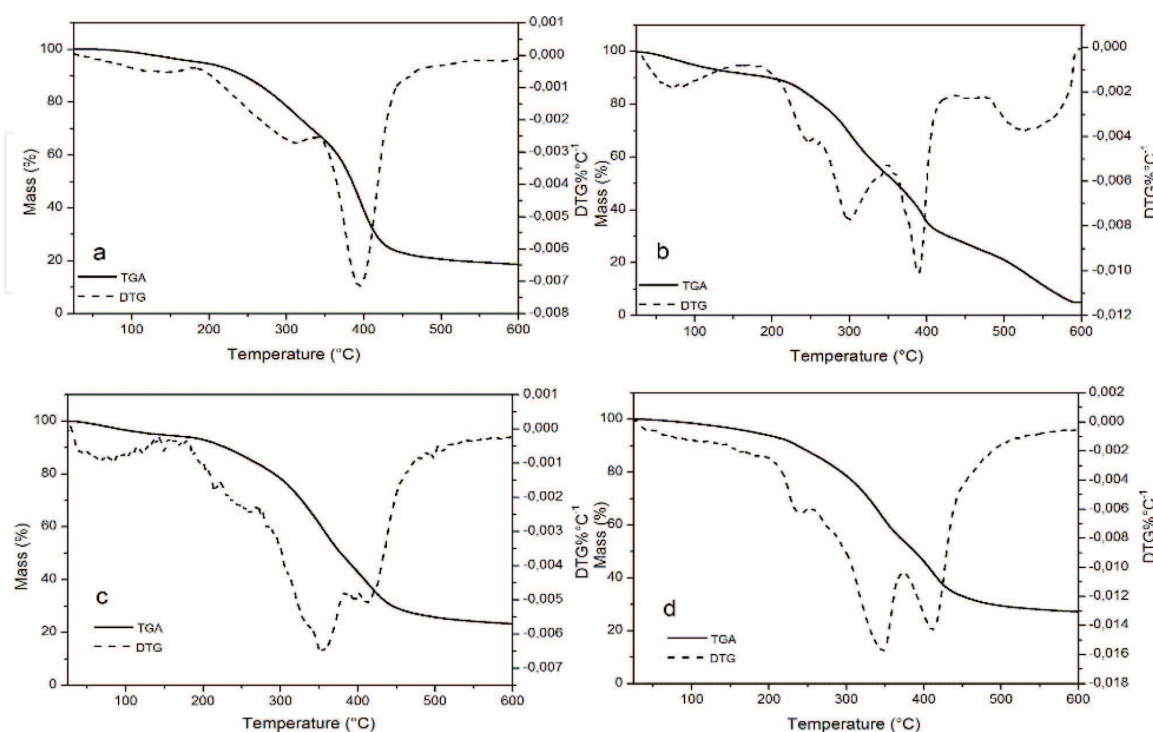 0,001
100
0,000
80
-0,001
-0,002
60
-0,003
Mass (%)
DTG%°C⁻¹
-0,004
40
-0,005
a
20
-0,006
TGA
-0,007
DTG
0
-0,008
100 200 300 400 500 600
Temperature (°C)
100
0,000
80
-0,002
60
-0,004
Mass (%)
DTG%°C⁻¹
-0,006
40
-0,008
b
20
-0,010
TGA
DTG
0
-0,012
100 200 300 400 500 600
Temperature (°C)
0,001
100
0,000
80
-0,001
-0,002
60
-0,003
Mass (%)
DTG%°C⁻¹
-0,004
40
c
-0,005
20
-0,006
TGA
-0,007
DTG
0
100 200 300 400 500 600
Temperature (°C)
0,002
100
0,000
-0,002
80
-0,004
-0,006
60
-0,008
Mass (%)
DTG%°C⁻¹
-0,010
40
-0,012
d
-0,014
20
TGA
-0,016
DTG
0
-0,018
100 200 300 400 500 600
Temperature (°C)